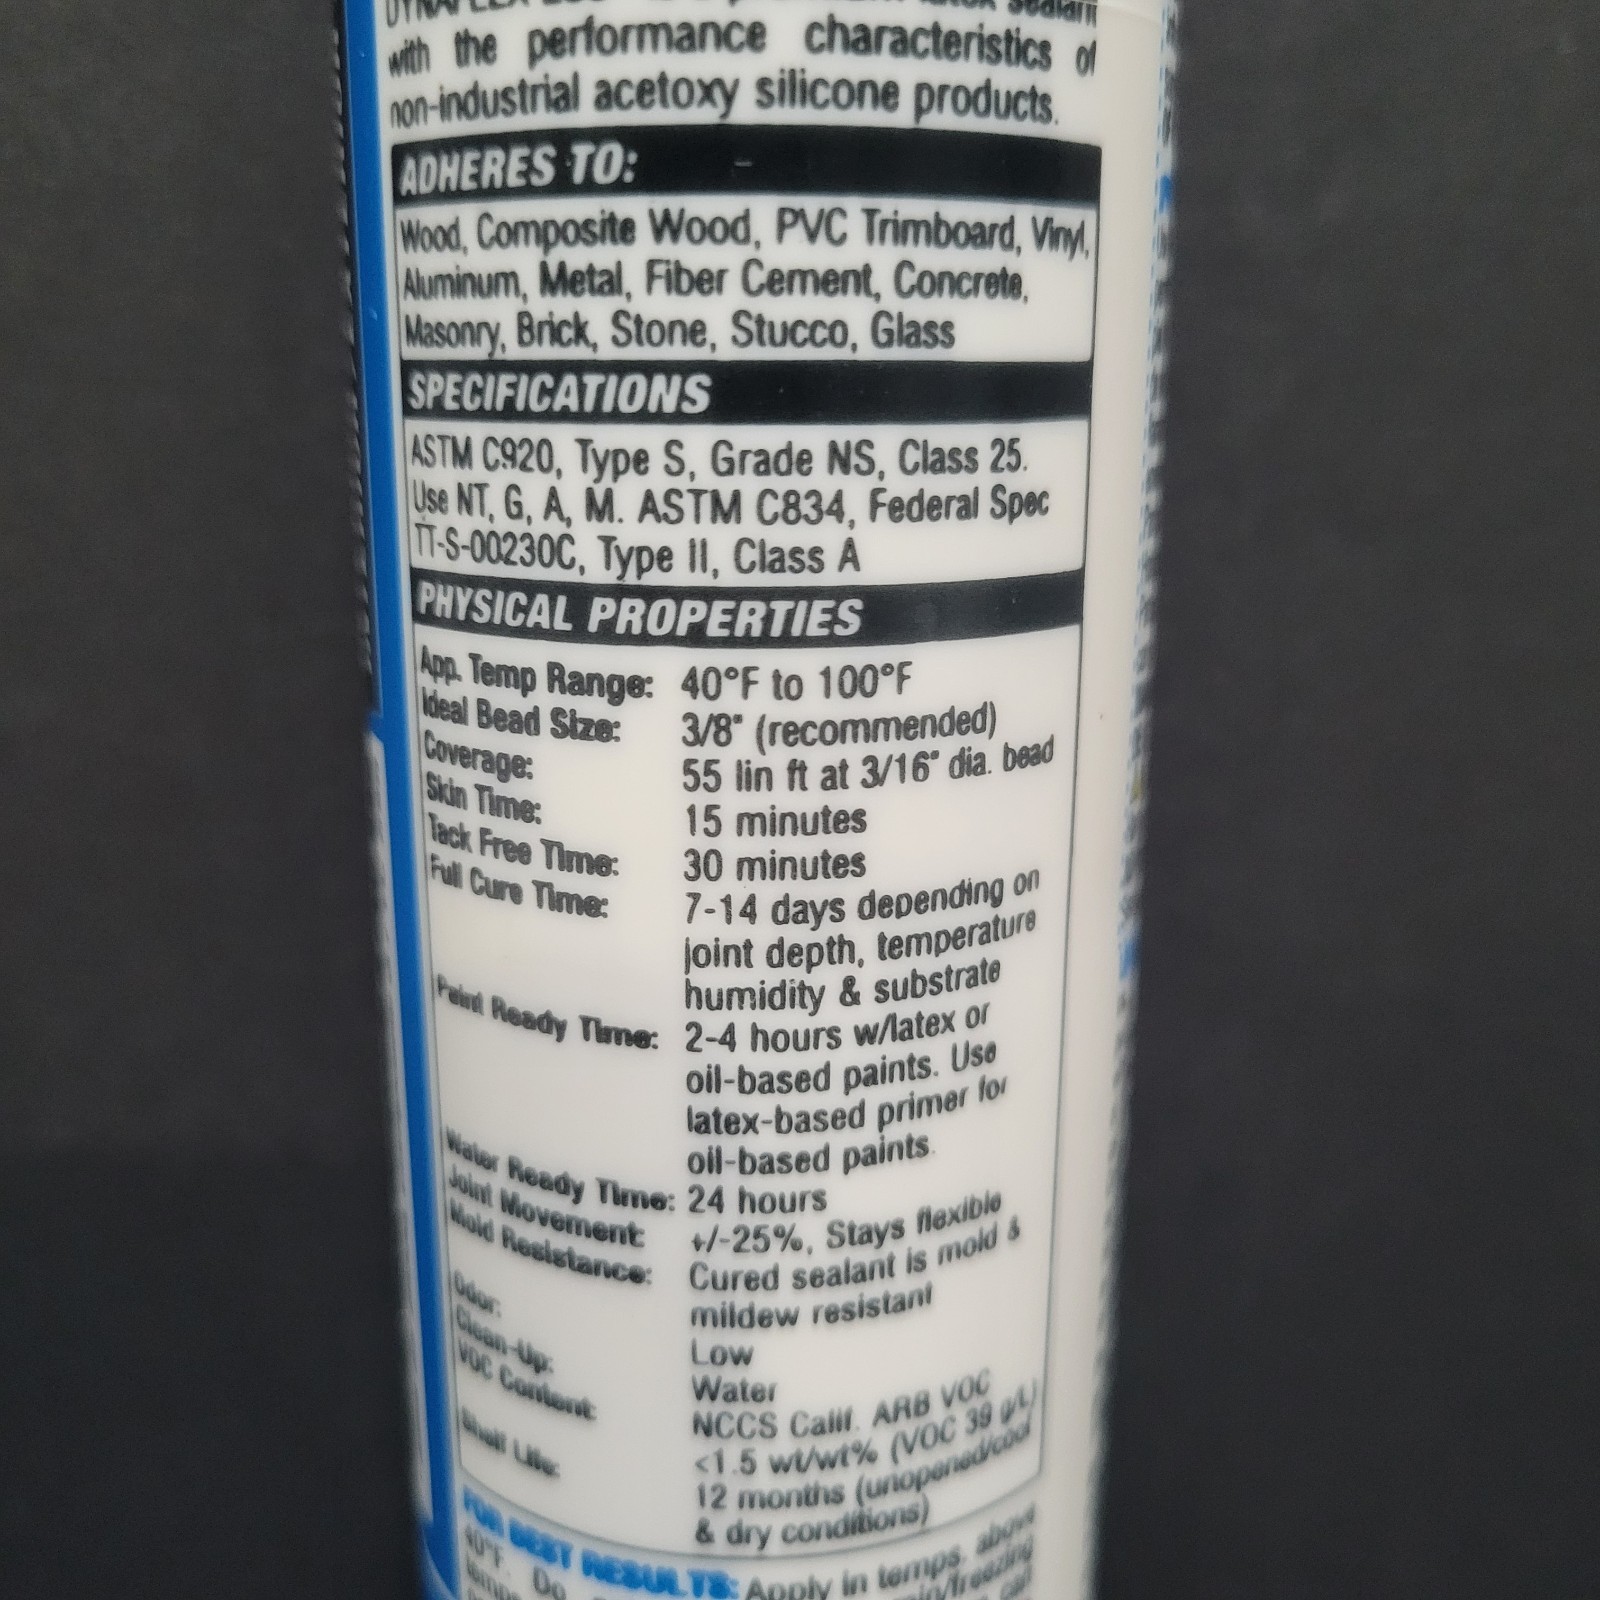 with the performance characteristics of
non-industrial acetoxy silicone products.
ADHERES TO:
Wood, Composite Wood, PVC Trimboard, Vinyl,
Aluminum, Metal, Fiber Cement, Concrete,
Masonry, Brick, Stone, Stucco, Glass
SPECIFICATIONS
ASTM C920, Type S, Grade NS, Class 25.
Use NT, G, A, M. ASTM C834, Federal Spec
TT-S-00230C, Type II, Class A
PHYSICAL PROPERTIES
App. Temp Range: 40°F to 100°F
Ideal Bead Size: 3/8" (recommended)
Coverage: 55 lin ft at 3/16" dia. bead
Skin Time: 15 minutes
Tack Free Time: 30 minutes
Full Cure Time: 7-14 days depending on
joint depth, temperature
humidity & substrate
Paint Ready Time: 2-4 hours w/latex or
oil-based paints. Use
latex-based primer for
oil-based paints.
Water Ready Time: 24 hours
Joint Movement: +/-25%, Stays flexible
Mold Resistance: Cured sealant is mold &
mildew resistant
Odor: Low
Clean-Up: Water
VOC Content: NCCS Calif. ARB VOC
<1.5 wt/wt% (VOC 39 g/L)
Shelf Life: 12 months (unopened/cool
& dry conditions)
FOR BEST RESULTS: Apply in temps. above
40°F. Do